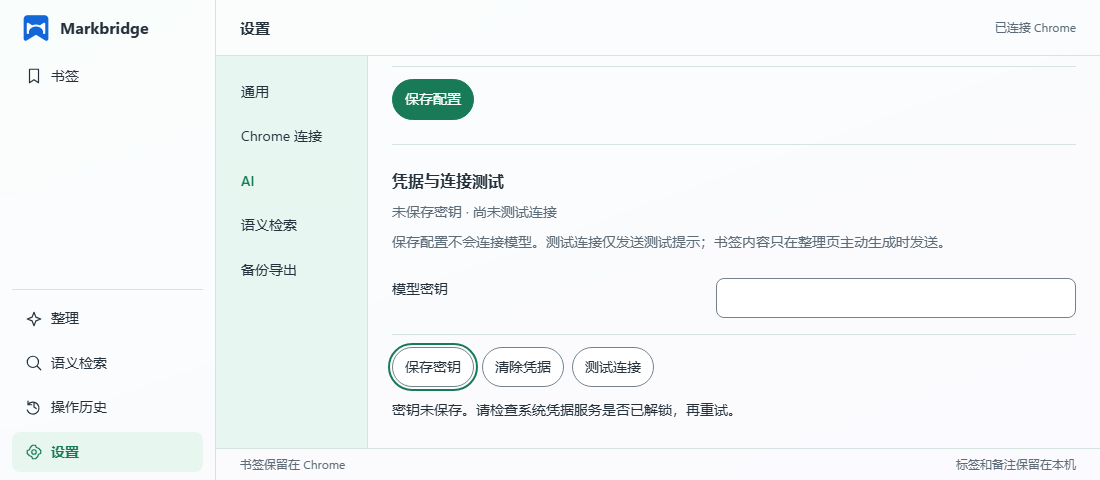 Markbridge
书签
整理
语义检索
操作历史
设置
设置
已连接 Chrome
通用
Chrome 连接
AI
语义检索
备份导出
保存配置
凭据与连接测试
未保存密钥 · 尚未测试连接
保存配置不会连接模型。测试连接仅发送测试提示；书签内容只在整理页主动生成时发送。
模型密钥
保存密钥 清除凭据 测试连接
密钥未保存。请检查系统凭据服务是否已解锁，再重试。
书签保留在 Chrome
标签和备注保留在本机